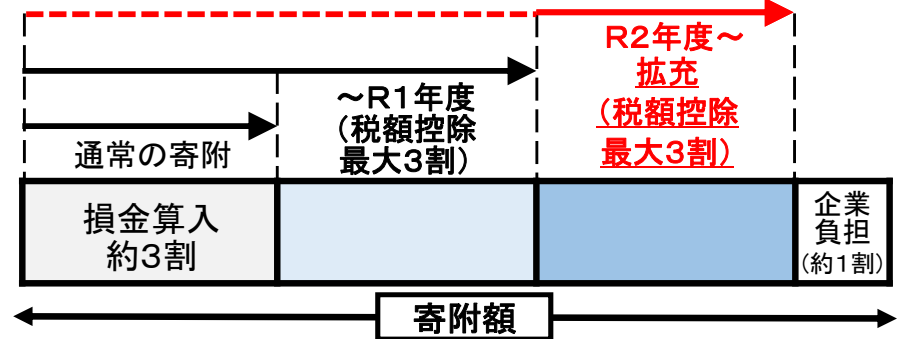 R2年度~
拡充
(税額控除
最大3割)
~R1年度
(税額控除
最大3割)
通常の寄附
損金算入
約3割
企業
負担
(約1割)
寄附額